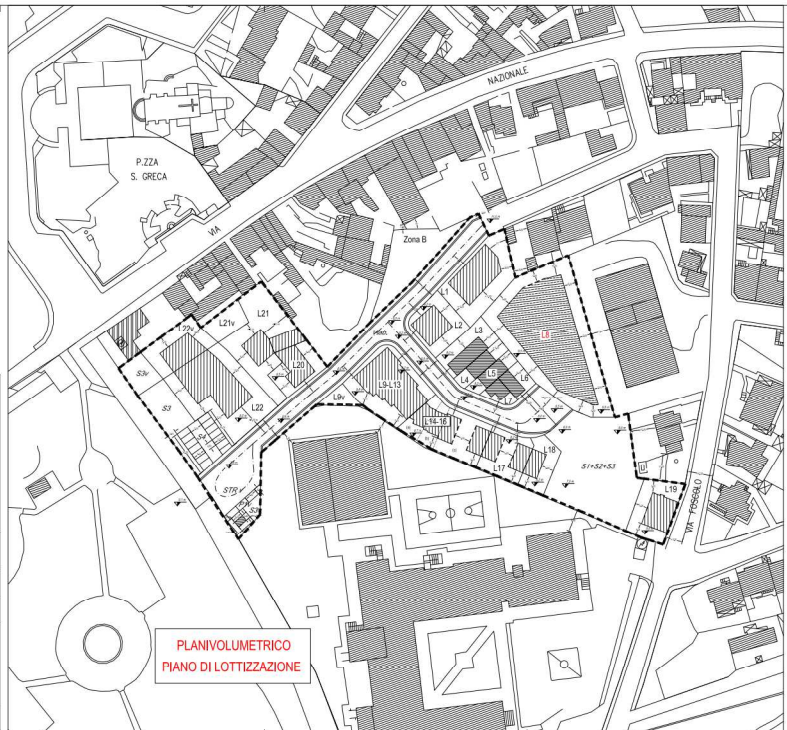 NAZIONALE
P.ZZA
S. GRECA
VIA
Zona B
L1
L21
L22v
L21v
L2
L3
L8
L20
S3v
L9-L13
L5
L6
L4
L7
S3
L9v
L22
L14-16
S4
L18
L17
S1+S2+S3
STR
L19
S3
VIA FOSCOLO
PLANIVOLUMETRICO
PIANO DI LOTTIZZAZIONE